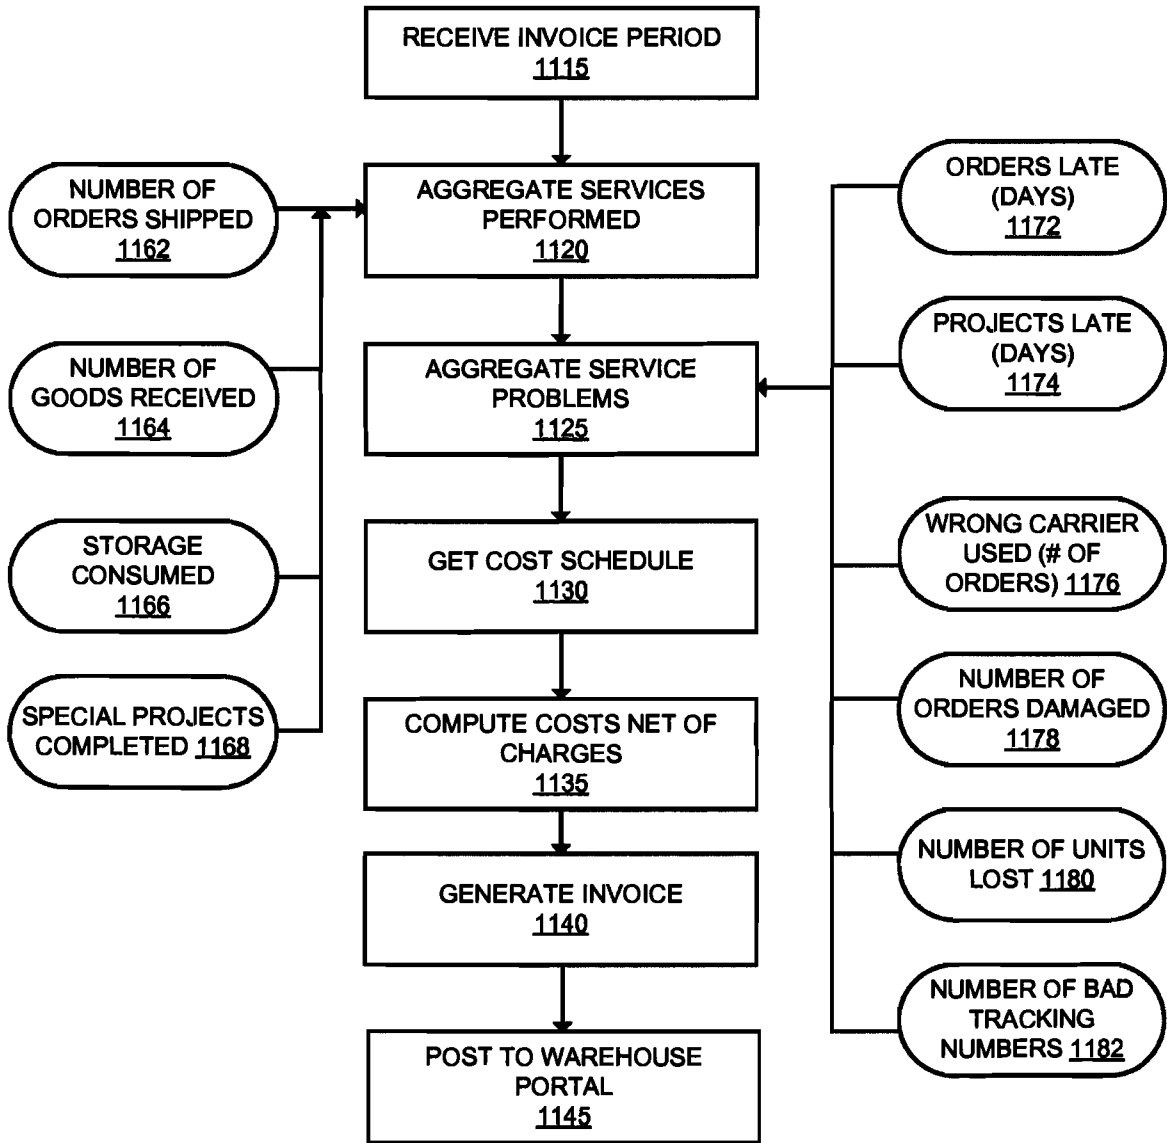 RECEIVE INVOICE PERIOD
1115
NUMBER OF
ORDERS SHIPPED
1162
AGGREGATE SERVICES
PERFORMED
1120
ORDERS LATE
(DAYS)
1172
NUMBER OF
GOODS RECEIVED
1164
AGGREGATE SERVICE
PROBLEMS
1125
PROJECTS LATE
(DAYS)
1174
STORAGE
CONSUMED
1166
GET COST SCHEDULE
1130
WRONG CARRIER
USED (# OF
ORDERS) 1176
SPECIAL PROJECTS
COMPLETED 1168
COMPUTE COSTS NET OF
CHARGES
1135
NUMBER OF
ORDERS DAMAGED
1178
GENERATE INVOICE
1140
NUMBER OF UNITS
LOST 1180
POST TO WAREHOUSE
PORTAL
1145
NUMBER OF BAD
TRACKING
NUMBERS 1182